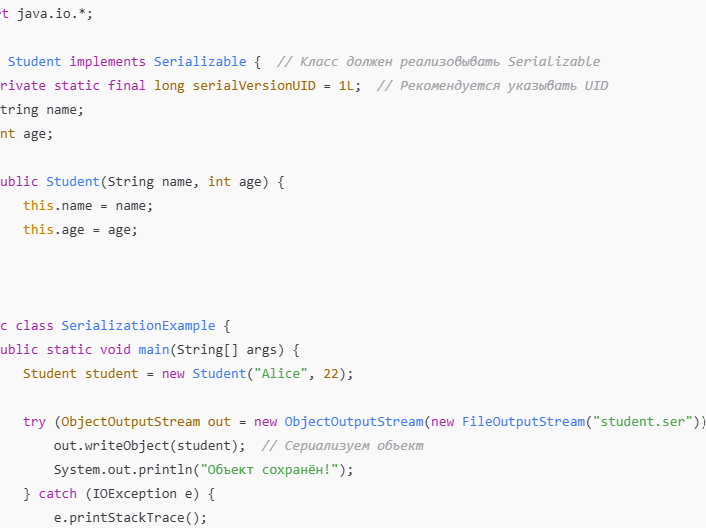 rt java.io.*;
Student implements Serializable {  // Класс должен реализовывать Serializable
rivate static final long serialVersionUID = 1L;  // Рекомендуется указывать UID
tring name;
nt age;
ublic Student(String name, int age) {
this.name = name;
this.age = age;
c class SerializationExample {
ublic static void main(String[] args) {
Student student = new Student("Alice", 22);
try (ObjectOutputStream out = new ObjectOutputStream(new FileOutputStream("student.ser"))
out.writeObject(student);  // Сериализуем объект
System.out.println("Объект сохранён!");
} catch (IOException e) {
e.printStackTrace();